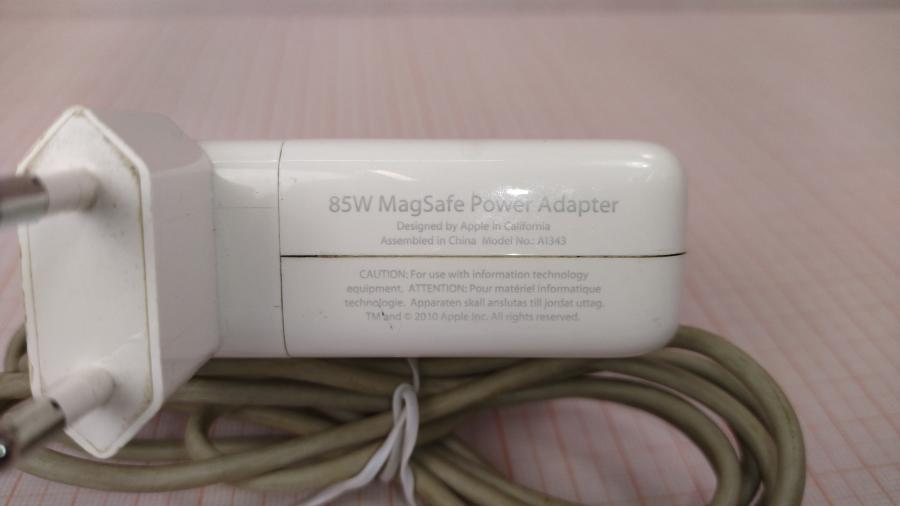 85W MagSafe Power Adapter
Designed by Apple in California
Assembled in China Model No.: A1343
CAUTION: For use with information technology
equipment. ATTENTION: Pour matériel informatique
technologie. Apparaten skall anslutas till jordat uttag.
TM and © 2010 Apple Inc. All rights reserved.